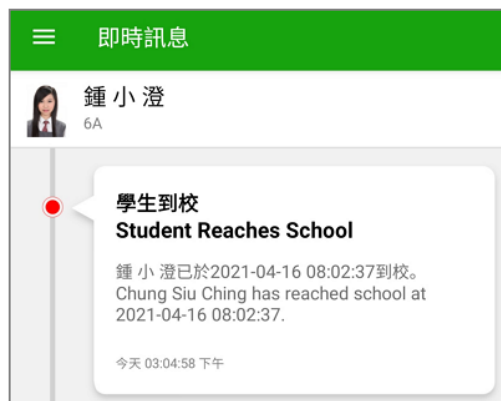 即時訊息
鍾 小 澄
6A
學生到校
Student Reaches School
鍾 小 澄已於2021-04-16 08:02:37到校。
Chung Siu Ching has reached school at
2021-04-16 08:02:37.
今天 03:04:58 下午